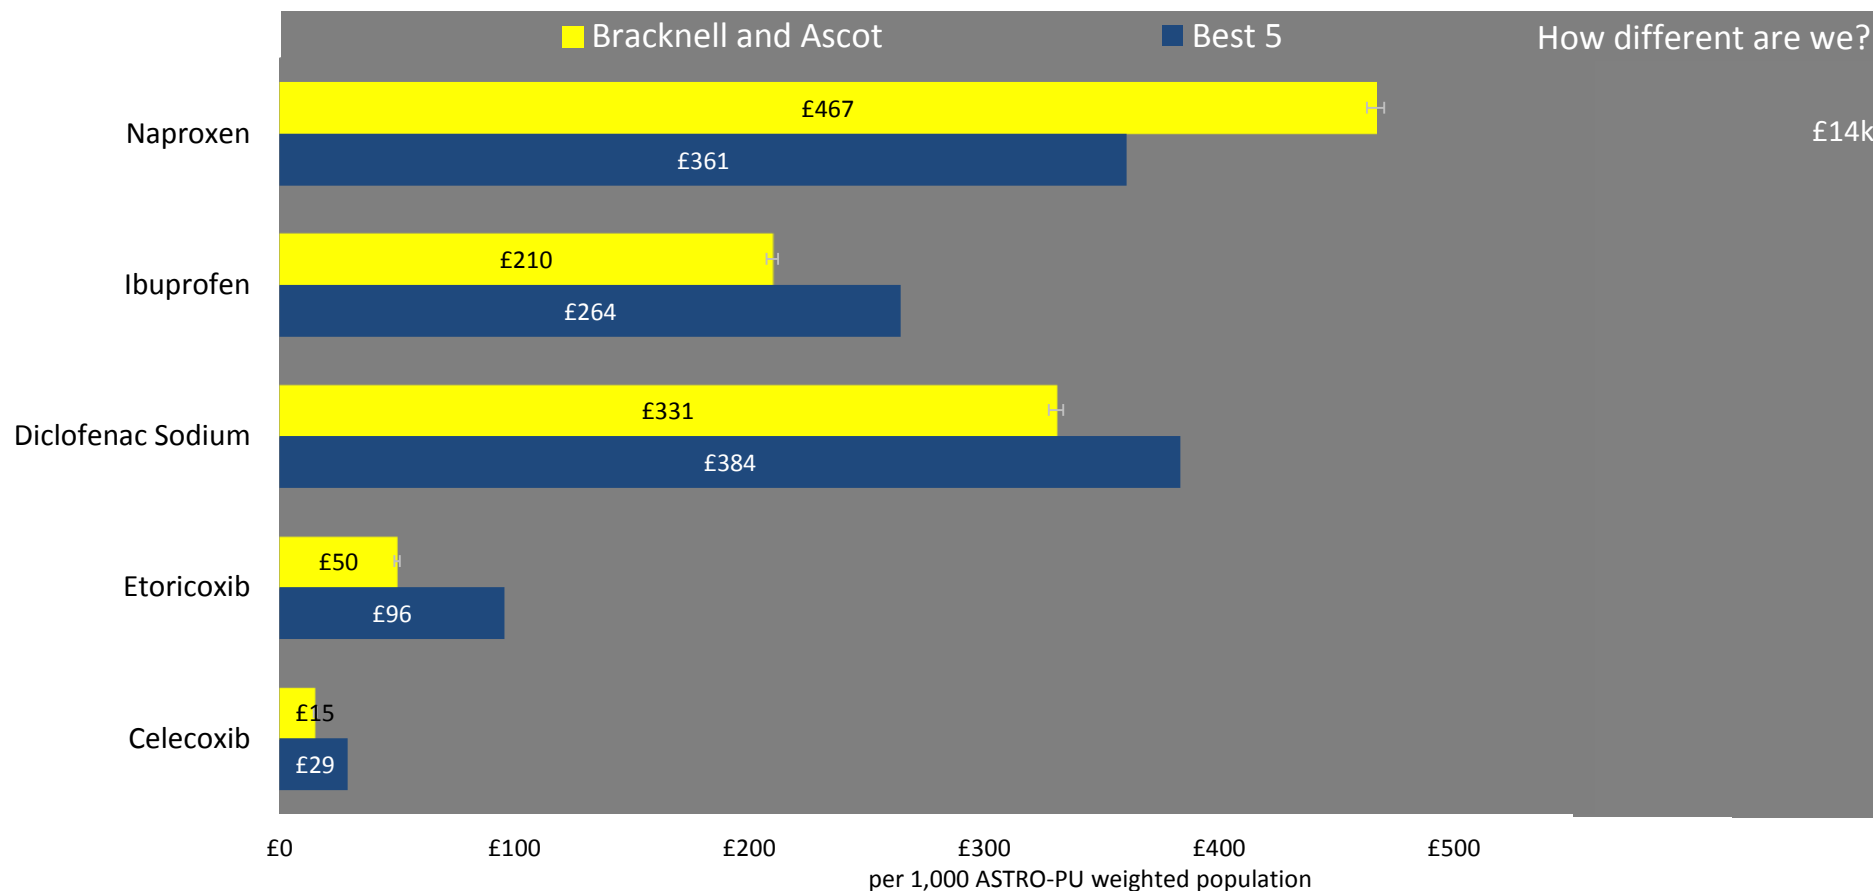 Bracknell and Ascot Best 5 How different are we?
Naproxen £467 £14k
£361
Ibuprofen £210
£264
Diclofenac Sodium £331
£384
Etoricoxib £50
£96
Celecoxib £15
£29
£0 £100 £200 £300 £400 £500
per 1,000 ASTRO-PU weighted population